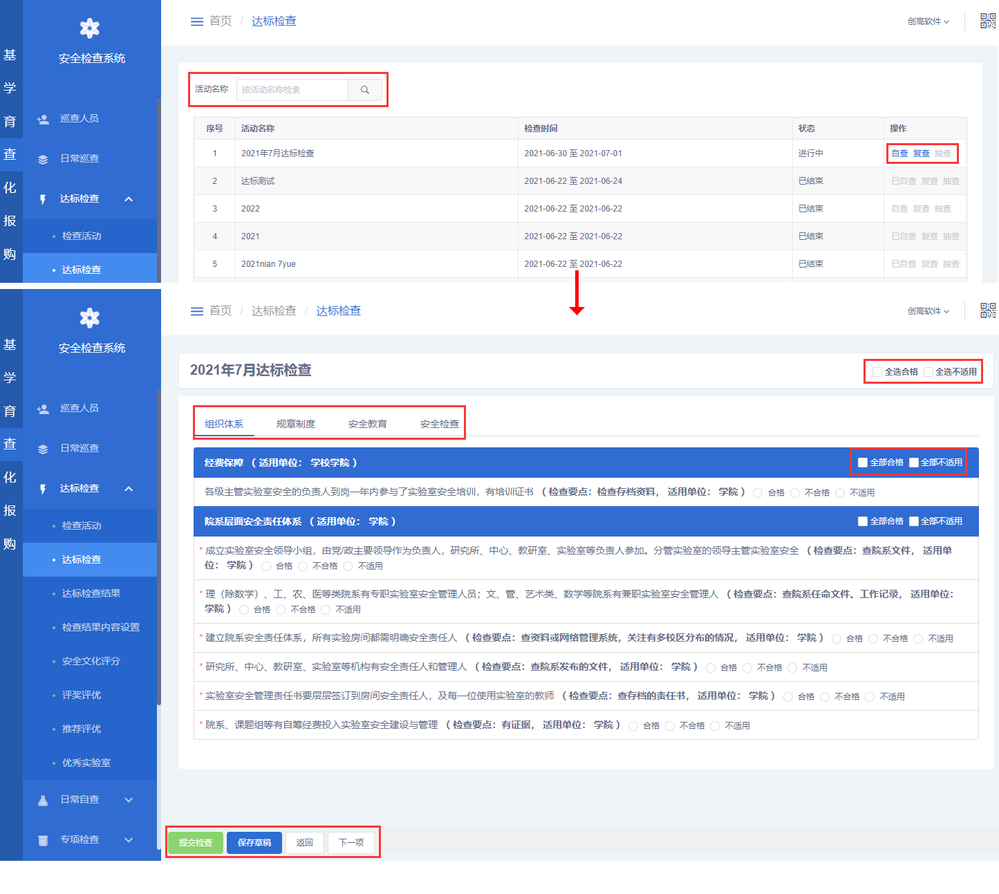 首页 / 达标检查
创高软件
基
学
育
查
化
报
购
安全检查系统
巡查人员
日常巡查
达标检查
检查活动
达标检查
活动名称 按活动名称检索
序号 活动名称 检查时间 状态 操作
1 2021年7月达标检查 2021-06-30 至 2021-07-01 进行中 自查 复查 抽查
2 达标测试 2021-06-22 至 2021-06-24 已结束 已自查 复查 抽查
3 2022 2021-06-22 至 2021-06-22 已结束 自查 复查 抽查
4 2021 2021-06-22 至 2021-06-22 已结束 已自查 复查 抽查
5 2021nian 7yue 2021-06-22 至 2021-06-22 已结束 已自查 复查 抽查
首页 / 达标检查 / 达标检查
创高软件
基
学
育
查
化
报
购
安全检查系统
巡查人员
日常巡查
达标检查
检查活动
达标检查
达标检查结果
检查结果内容设置
安全文化评分
评奖评优
推荐评优
优秀实验室
日常自查
专项检查
2021年7月达标检查
全选合格 全选不适用
组织体系 规章制度 安全教育 安全检查
经费保障 （ 适用单位： 学校学院 ） 全部合格 全部不适用
各级主管实验室安全的负责人到岗一年内参与了实验室安全培训，有培训证书 （ 检查要点：检查存档资料， 适用单位： 学院 ） 合格 不合格 不适用
院系层面安全责任体系 （ 适用单位： 学院 ） 全部合格 全部不适用
* 成立实验室安全领导小组，由党/政主要领导作为负责人，研究所、中心、教研室、实验室等负责人参加。分管实验室的领导主管实验室安全 （ 检查要点：查院系文件， 适用单
位： 学院 ） 合格 不合格 不适用
* 理（除数学）、工、农、医等类院系有专职实验室安全管理人员；文、管、艺术类、数学等院系有兼职实验室安全管理人 （ 检查要点：查院系任命文件、工作记录， 适用单位：
学院 ） 合格 不合格 不适用
* 建立院系安全责任体系，所有实验房间都需明确安全责任人 （ 检查要点：查资料或网络管理系统，关注有多校区分布的情况， 适用单位： 学院 ） 合格 不合格 不适用
* 研究所、中心、教研室、实验室等机构有安全责任人和管理人 （ 检查要点：查院系发布的文件， 适用单位： 学院 ） 合格 不合格 不适用
* 实验室安全管理责任书要层层签订到房间安全责任人，及每一位使用实验室的教师 （ 检查要点：查存档的责任书， 适用单位： 学院 ） 合格 不合格 不适用
* 院系、课题组等有自筹经费投入实验室安全建设与管理 （ 检查要点：有证据， 适用单位： 学院 ） 合格 不合格 不适用
提交检查 保存草稿 返回 下一项